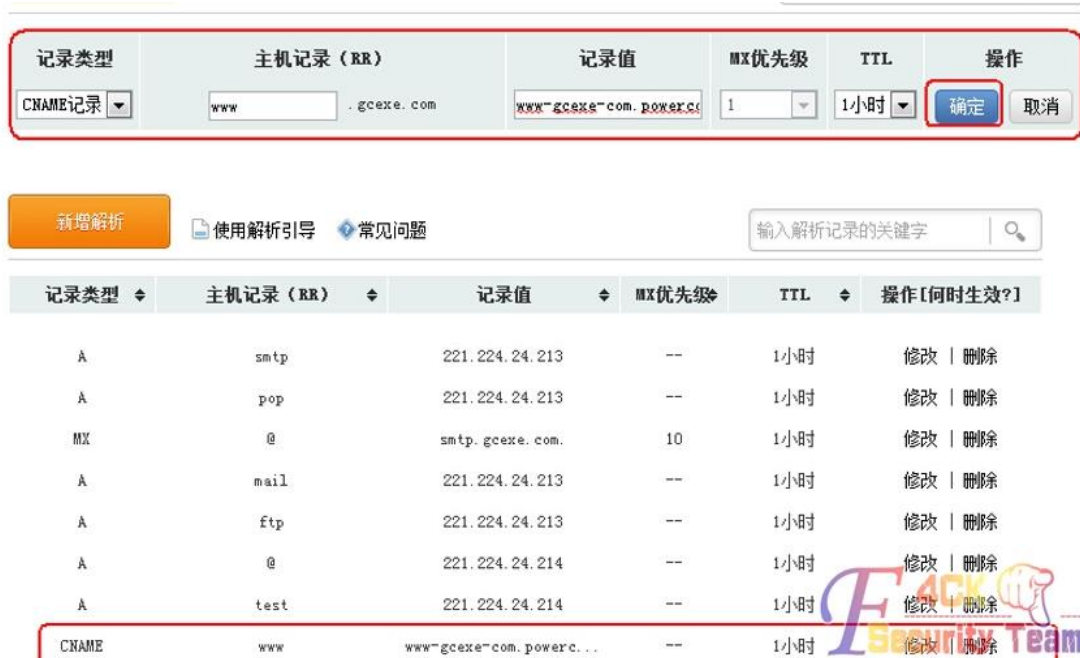 记录类型 主机记录（RR） 记录值 MX优先级 TTL 操作
CNAME记录 www .gcexe.com www-gcexe-com.powerc 1 1小时 确定 取消
新增解析 使用解析引导 常见问题 输入解析记录的关键字
记录类型 主机记录（RR） 记录值 MX优先级 TTL 操作[何时生效?]
A smtp 221.224.24.213 -- 1小时 修改 | 删除
A pop 221.224.24.213 -- 1小时 修改 | 删除
MX @ smtp.gcexe.com. 10 1小时 修改 | 删除
A mail 221.224.24.213 -- 1小时 修改 | 删除
A ftp 221.224.24.213 -- 1小时 修改 | 删除
A @ 221.224.24.214 -- 1小时 修改 | 删除
A test 221.224.24.214 -- 1小时 修改 | 删除
CNAME www www-gcexe-com.powerc... -- 1小时 修改 | 删除
F4CK
Security Team